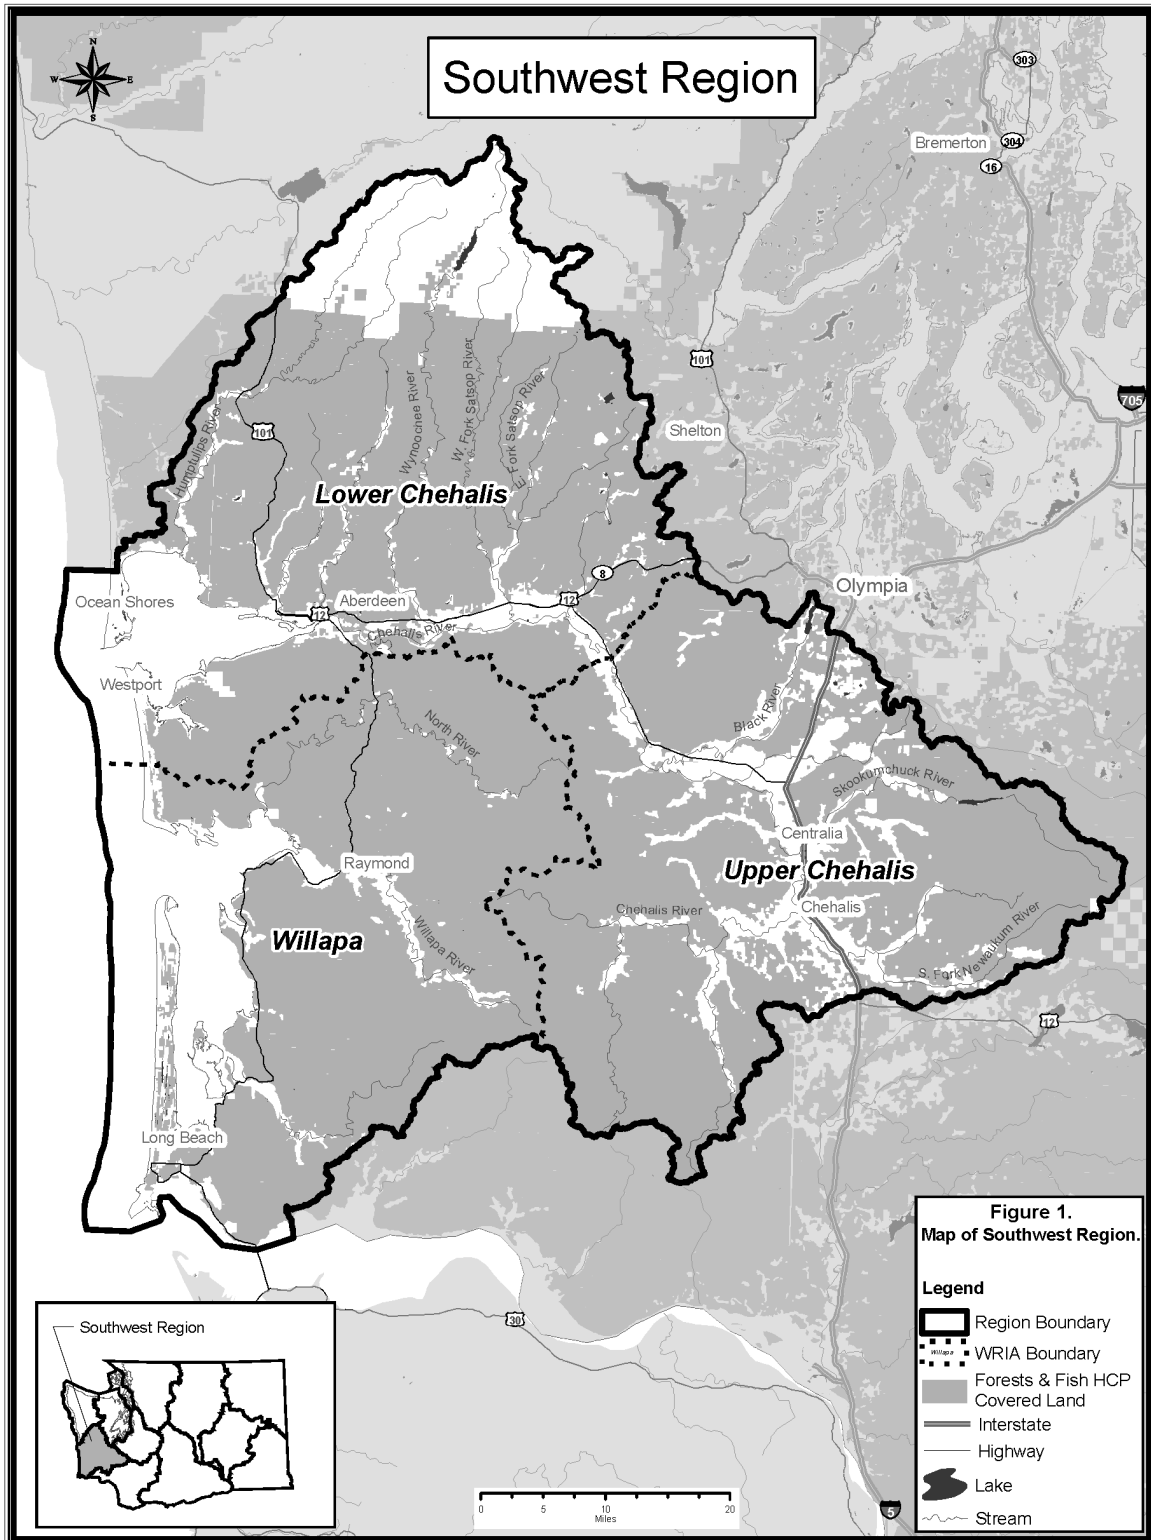 Southwest Region
N
W
E
S
303
304
Bremerton
16
101
705
Shelton
Humptulips River
101
Wynoochee River
W. Fork Satsop River
E. Fork Satsop River
Lower Chehalis
8
12
Olympia
Ocean Shores
Aberdeen
12
Chehalis River
Westport
North River
Black River
Skookumchuck River
Centralia
Raymond
Upper Chehalis
Chehalis River
Chehalis
Willapa
Willapa River
S. Fork Newaukum River
12
Long Beach
30
5
Southwest Region
0
5
10
20
Miles
Figure 1.
Map of Southwest Region.
Legend
Region Boundary
Willapa
WRIA Boundary
Forests & Fish HCP
Covered Land
Interstate
Highway
Lake
Stream